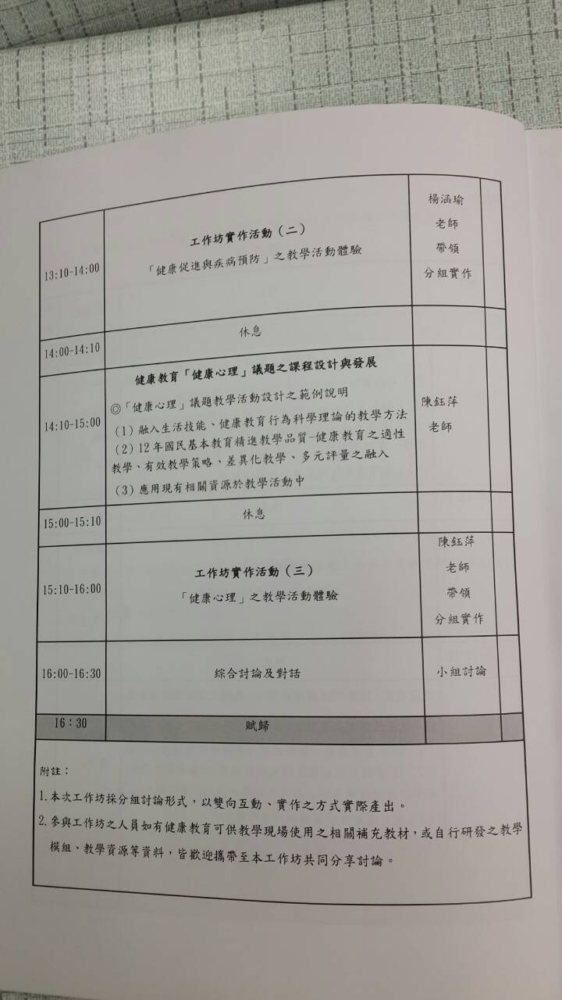 13:10-14:00
工作坊實作活動（二）
「健康促進與疾病預防」之教學活動體驗
楊涵瑜
老師
帶領
分組實作
14:00-14:10
休息
14:10-15:00
健康教育「健康心理」議題之課程設計與發展
◎「健康心理」議題教學活動設計之範例說明
（1）融入生活技能、健康教育行為科學理論的教學方法
（2）12年國民基本教育精進教學品質-健康教育之適性
教學、有效教學策略、差異化教學、多元評量之融入
（3）應用現有相關資源於教學活動中
陳鈺萍
老師
15:00-15:10
休息
15:10-16:00
工作坊實作活動（三）
「健康心理」之教學活動體驗
陳鈺萍
老師
帶領
分組實作
16:00-16:30
綜合討論及對話
小組討論
16：30
賦歸
附註：
1.本次工作坊採分組討論形式，以雙向互動、實作之方式實際產出。
2.參與工作坊之人員如有健康教育可供教學現場使用之相關補充教材，或自行研發之教學
模組、教學資源等資料，皆歡迎攜帶至本工作坊共同分享討論。